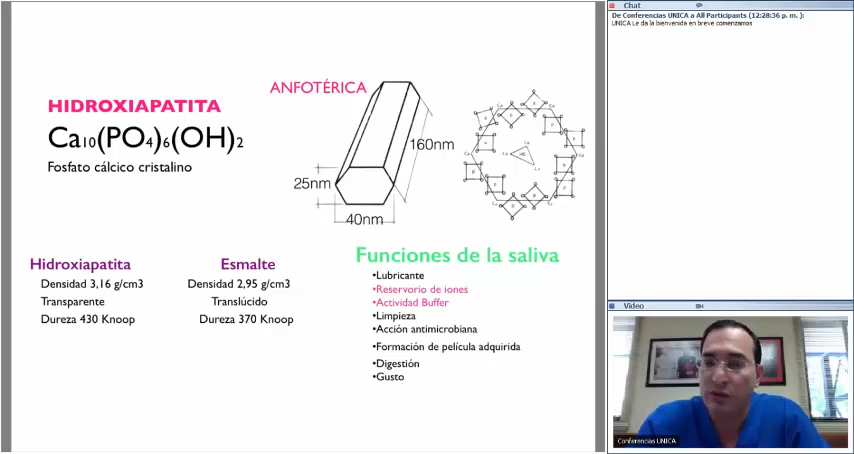 HIDROXIAPATITA
Ca10(PO4)6(OH)2
Fosfato cálcico cristalino
ANFOTÉRICA
160nm
25nm
40nm
Hidroxiapatita
Densidad 3,16 g/cm3
Transparente
Dureza 430 Knoop
Esmalte
Densidad 2,95 g/cm3
Translúcido
Dureza 370 Knoop
Funciones de la saliva
•Lubricante
•Reservorio de iones
•Actividad Buffer
•Limpieza
•Acción antimicrobiana
•Formación de película adquirida
•Digestión
•Gusto
Chat
De Conferencias UNICA a All Participants (12:28:36 p. m. ):
UNICA Le da la bienvenida en breve comenzamos
Video
Conferencias UNICA